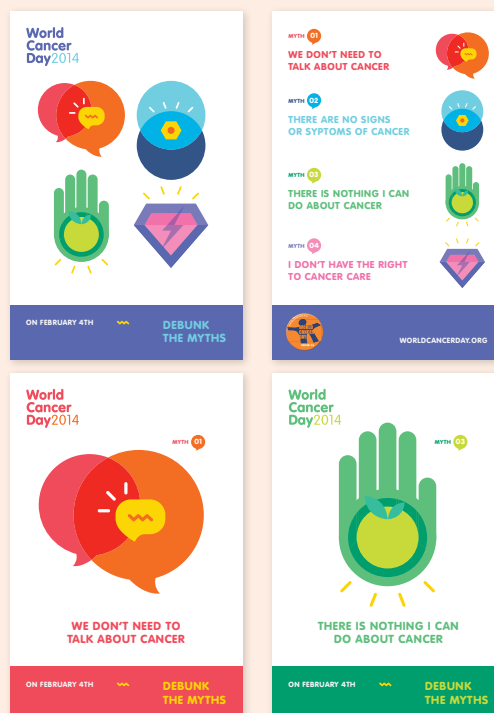 World
Cancer
Day2014
ON FEBRUARY 4TH
DEBUNK
THE MYTHS
MYTH 01
WE DON'T NEED TO
TALK ABOUT CANCER
MYTH 02
THERE ARE NO SIGNS
OR SYPTOMS OF CANCER
MYTH 03
THERE IS NOTHING I CAN
DO ABOUT CANCER
MYTH 04
I DON'T HAVE THE RIGHT
TO CANCER CARE
WORLDCANCERDAY.ORG
World
Cancer
Day2014
MYTH 01
WE DON'T NEED TO
TALK ABOUT CANCER
ON FEBRUARY 4TH
DEBUNK
THE MYTHS
World
Cancer
Day2014
MYTH 03
THERE IS NOTHING I CAN
DO ABOUT CANCER
ON FEBRUARY 4TH
DEBUNK
THE MYTHS